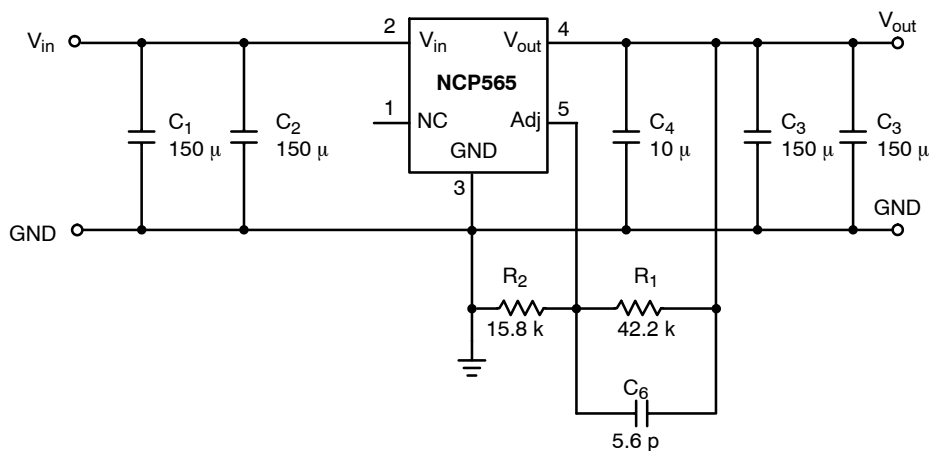 Vin
2
Vin
Vout
4
Vout
NCP565
1
NC
Adj
5
C1
150 μ
C2
150 μ
GND
3
C4
10 μ
C3
150 μ
C3
150 μ
GND
GND
R2
15.8 k
R1
42.2 k
C6
5.6 p